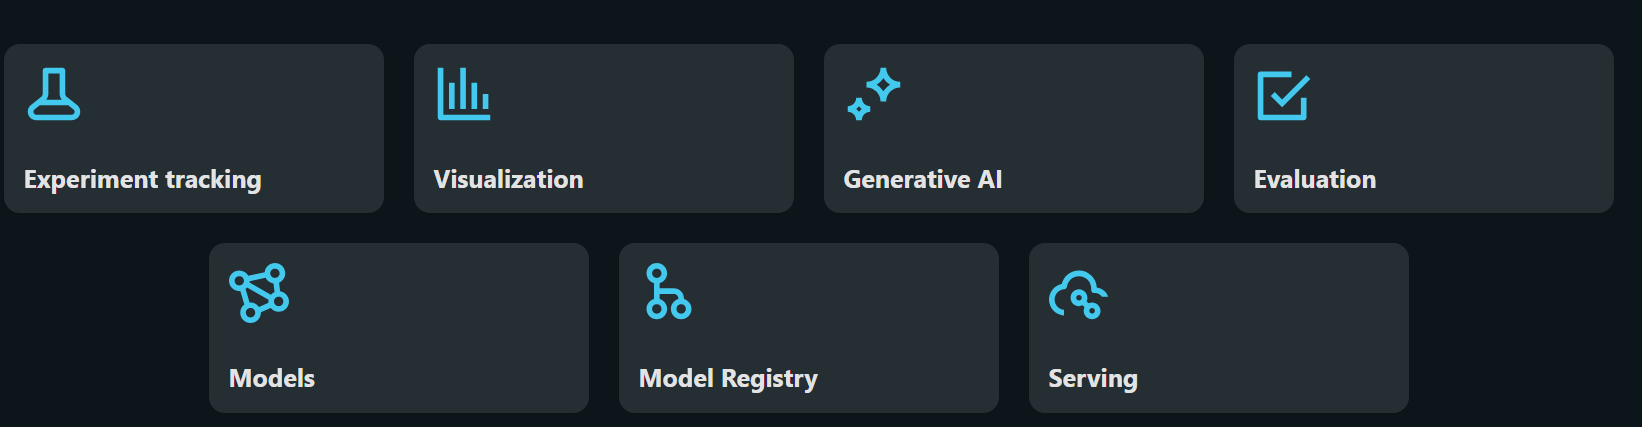 Experiment tracking
Visualization
Generative AI
Evaluation
Models
Model Registry
Serving